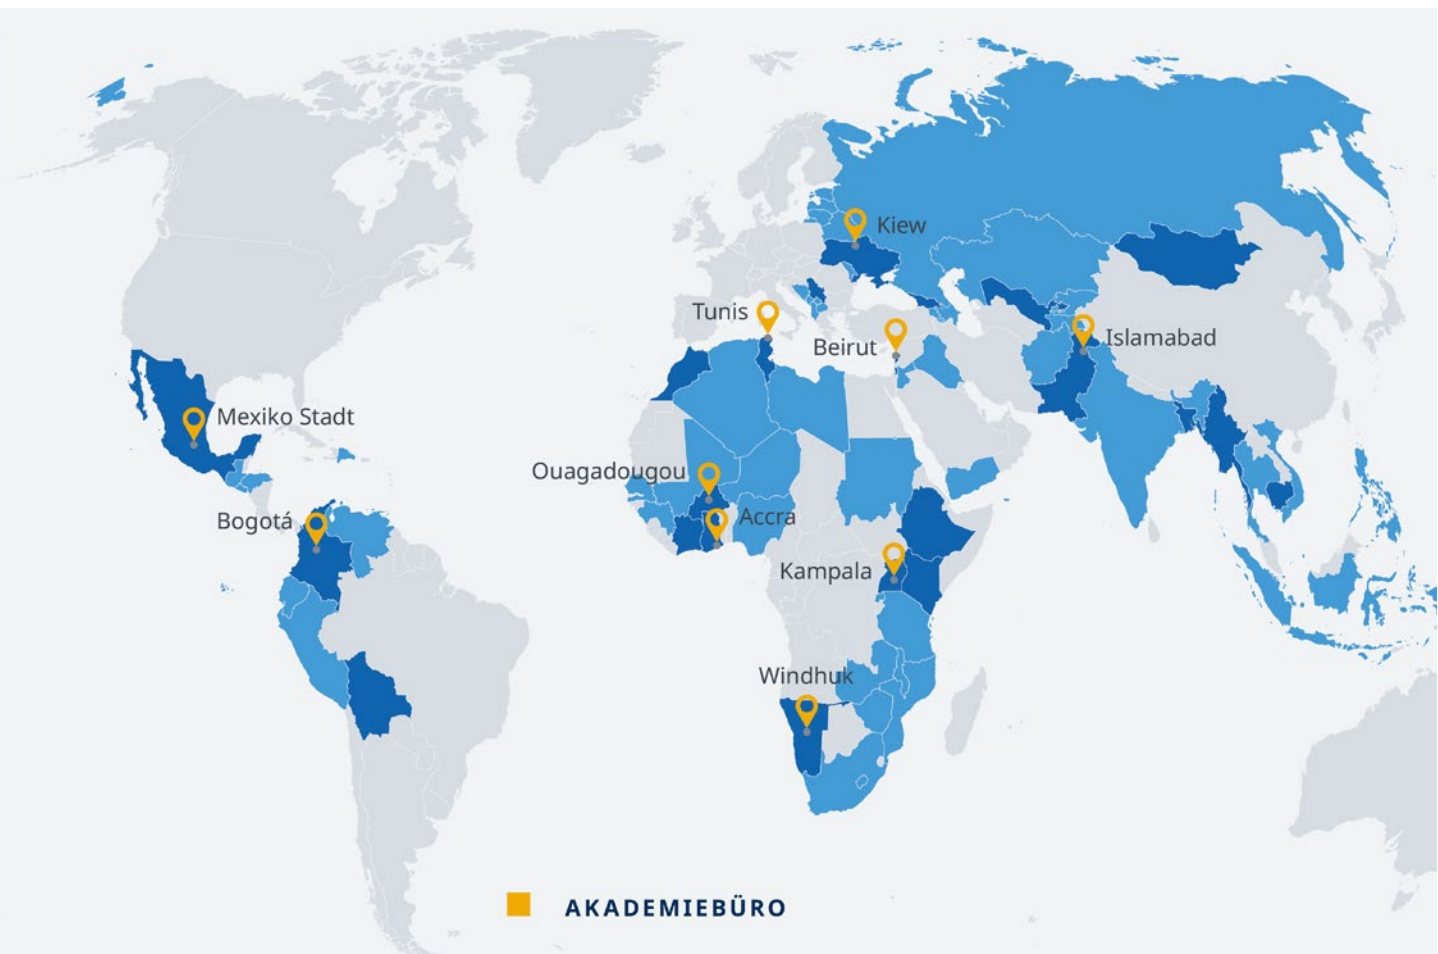 Kiew
Tunis
Islamabad
Beirut
Mexiko Stadt
Ouagadougou
Bogotá
Accra
Kampala
Windhuk
AKADEMIEBÜRO